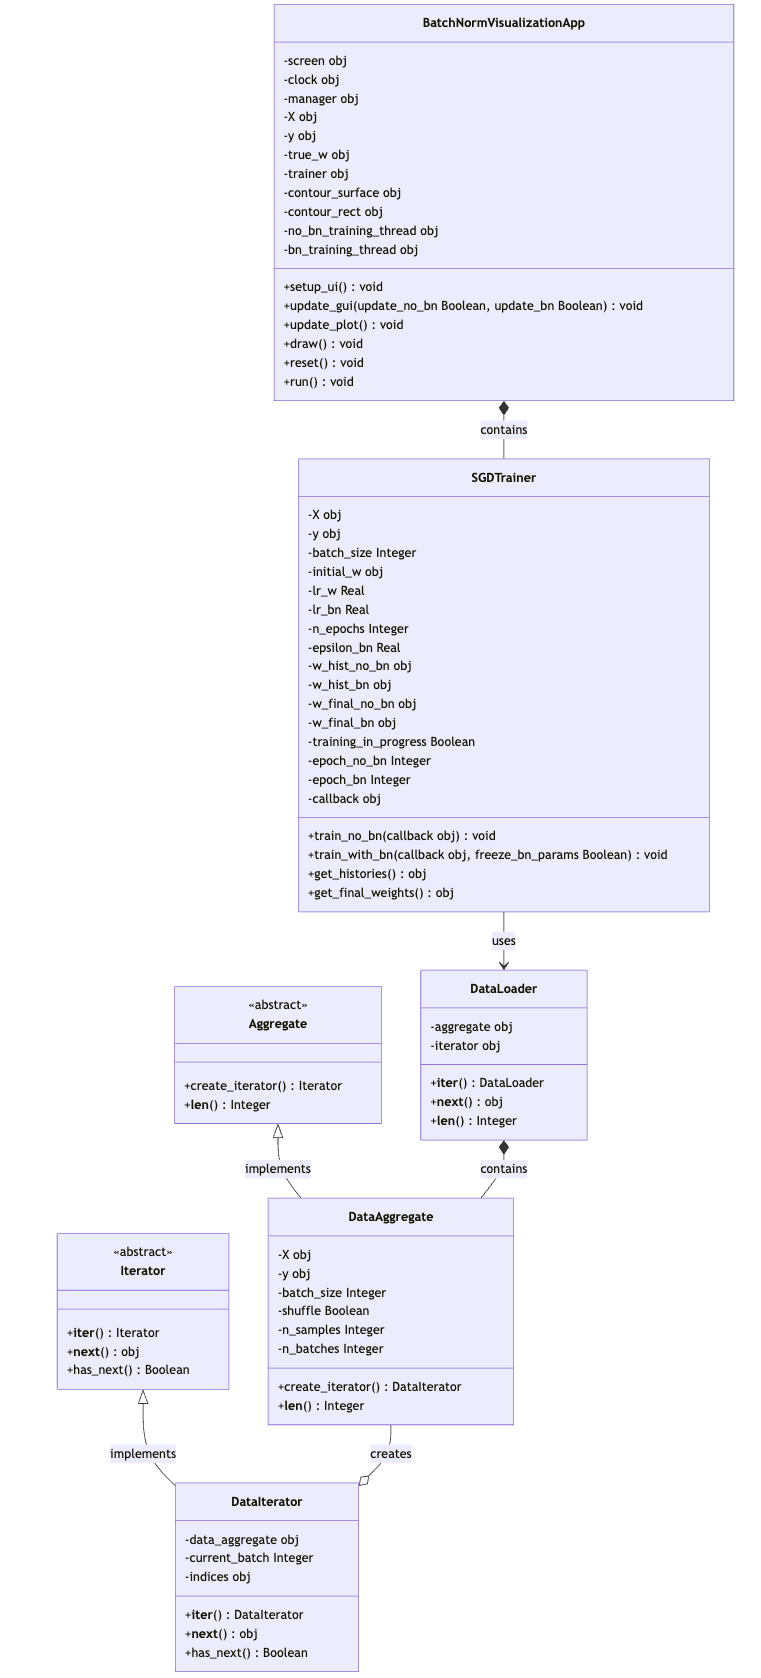 BatchNormVisualizationApp
-screen obj
-clock obj
-manager obj
-X obj
-y obj
-true_w obj
-trainer obj
-contour_surface obj
-contour_rect obj
-no_bn_training_thread obj
-bn_training_thread obj
+setup_ui() : void
+update_gui(update_no_bn Boolean, update_bn Boolean) : void
+update_plot() : void
+draw() : void
+reset() : void
+run() : void
contains
SGDTrainer
-X obj
-y obj
-batch_size Integer
-initial_w obj
-lr_w Real
-lr_bn Real
-n_epochs Integer
-epsilon_bn Real
-w_hist_no_bn obj
-w_hist_bn obj
-w_final_no_bn obj
-w_final_bn obj
-training_in_progress Boolean
-epoch_no_bn Integer
-epoch_bn Integer
-callback obj
+train_no_bn(callback obj) : void
+train_with_bn(callback obj, freeze_bn_params Boolean) : void
+get_histories() : obj
+get_final_weights() : obj
uses
DataLoader
-aggregate obj
-iterator obj
+iter() : DataLoader
+next() : obj
+len() : Integer
«abstract»
Aggregate
+create_iterator() : Iterator
+len() : Integer
implements
contains
DataAggregate
-X obj
-y obj
-batch_size Integer
-shuffle Boolean
-n_samples Integer
-n_batches Integer
+create_iterator() : DataIterator
+len() : Integer
«abstract»
Iterator
+iter() : Iterator
+next() : obj
+has_next() : Boolean
implements
creates
DataIterator
-data_aggregate obj
-current_batch Integer
-indices obj
+iter() : DataIterator
+next() : obj
+has_next() : Boolean